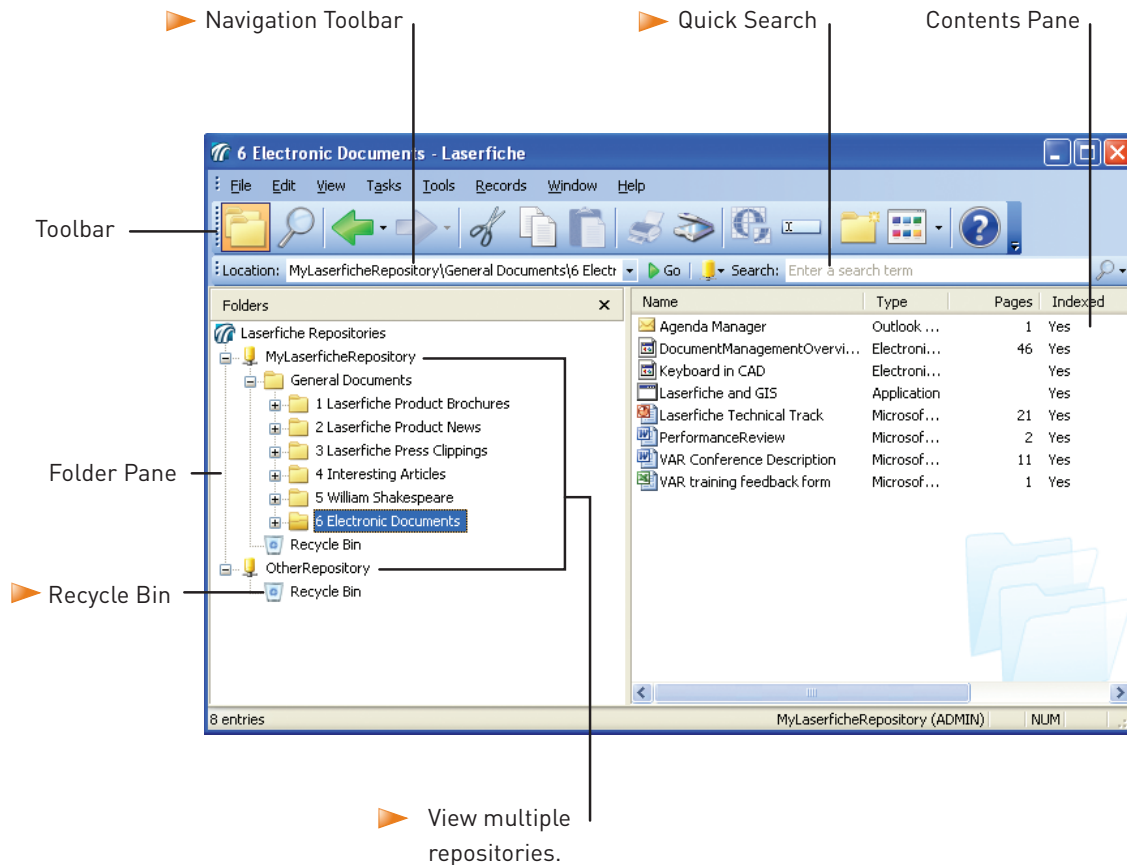 Navigation Toolbar
Quick Search
Contents Pane
6 Electronic Documents - Laserfiche
File Edit View Tasks Tools Records Window Help
Toolbar
Location: MyLaserficheRepository\General Documents\6 Electr Go Search: Enter a search term
Folders
Name Type Pages Indexed
Laserfiche Repositories
MyLaserficheRepository
General Documents
1 Laserfiche Product Brochures
2 Laserfiche Product News
3 Laserfiche Press Clippings
4 Interesting Articles
5 William Shakespeare
6 Electronic Documents
Recycle Bin
OtherRepository
Recycle Bin
Agenda Manager Outlook ... 1 Yes
DocumentManagementOvervi... Electroni... 46 Yes
Keyboard in CAD Electroni... Yes
Laserfiche and GIS Application Yes
Laserfiche Technical Track Microsof... 21 Yes
PerformanceReview Microsof... 2 Yes
VAR Conference Description Microsof... 11 Yes
VAR training feedback form Microsof... 1 Yes
Folder Pane
Recycle Bin
8 entries MyLaserficheRepository (ADMIN) NUM
View multiple
repositories.